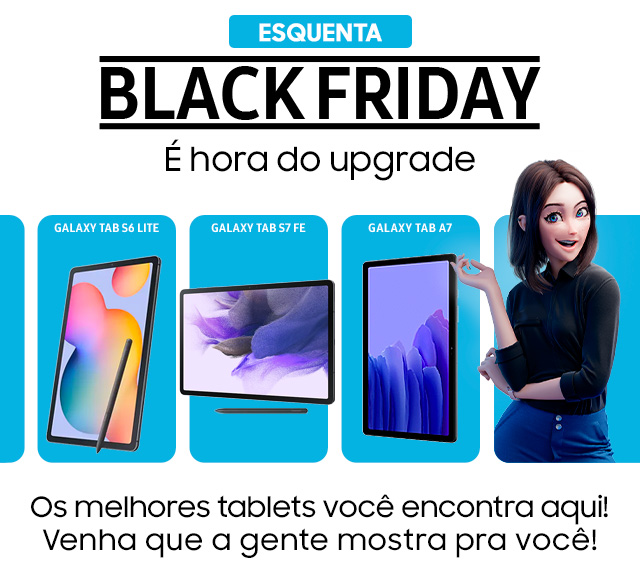 ESQUENTA
BLACK FRIDAY
É hora do upgrade
GALAXY TAB S6 LITE
GALAXY TAB S7 FE
GALAXY TAB A7
Os melhores tablets você encontra aqui!
Venha que a gente mostra pra você!